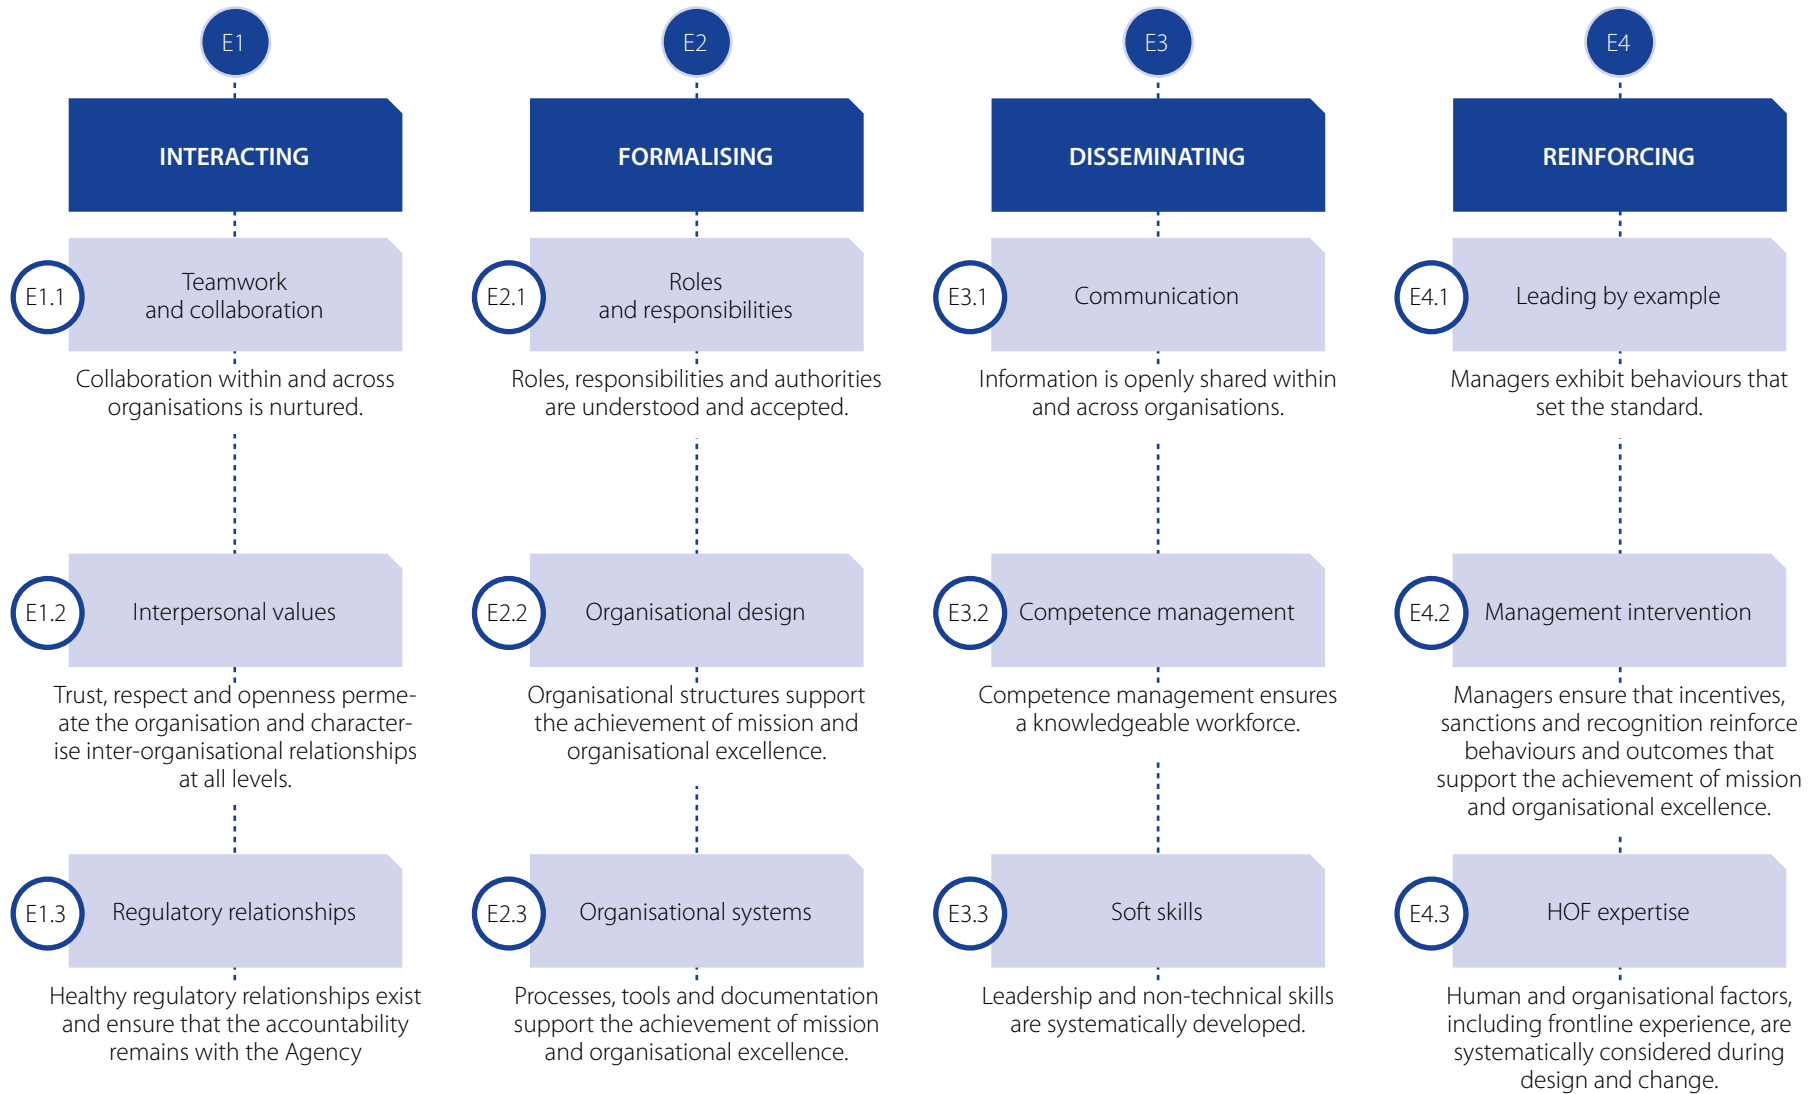 E1
INTERACTING
E1.1
Teamwork
and collaboration
Collaboration within and across
organisations is nurtured.
E1.2
Interpersonal values
Trust, respect and openness perme-
ate the organisation and character-
ise inter-organisational relationships
at all levels.
E1.3
Regulatory relationships
Healthy regulatory relationships exist
and ensure that the accountability
remains with the Agency
E2
FORMALISING
E2.1
Roles
and responsibilities
Roles, responsibilities and authorities
are understood and accepted.
E2.2
Organisational design
Organisational structures support
the achievement of mission and
organisational excellence.
E2.3
Organisational systems
Processes, tools and documentation
support the achievement of mission
and organisational excellence.
E3
DISSEMINATING
E3.1
Communication
Information is openly shared within
and across organisations.
E3.2
Competence management
Competence management ensures
a knowledgeable workforce.
E3.3
Soft skills
Leadership and non-technical skills
are systematically developed.
E4
REINFORCING
E4.1
Leading by example
Managers exhibit behaviours that
set the standard.
E4.2
Management intervention
Managers ensure that incentives,
sanctions and recognition reinforce
behaviours and outcomes that
support the achievement of mission
and organisational excellence.
E4.3
HOF expertise
Human and organisational factors,
including frontline experience, are
systematically considered during
design and change.